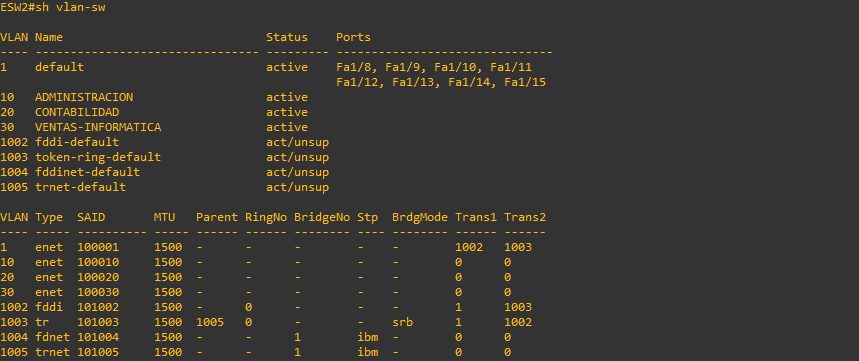 ESW2#sh vlan-sw
VLAN Name                             Status    Ports
---- -------------------------------- --------- -------------------------------
1    default                          active    Fa1/8, Fa1/9, Fa1/10, Fa1/11
                                                Fa1/12, Fa1/13, Fa1/14, Fa1/15
10   ADMINISTRACION                   active
20   CONTABILIDAD                     active
30   VENTAS-INFORMATICA               active
1002 fddi-default                     act/unsup
1003 token-ring-default               act/unsup
1004 fddinet-default                  act/unsup
1005 trnet-default                    act/unsup
VLAN Type  SAID       MTU   Parent RingNo BridgeNo Stp  BrdgMode Trans1 Trans2
---- ----- ---------- ----- ------ ------ -------- ---- -------- ------ ------
1    enet  100001     1500  -      -      -        -    -        1002   1003
10   enet  100010     1500  -      -      -        -    -        0      0
20   enet  100020     1500  -      -      -        -    -        0      0
30   enet  100030     1500  -      -      -        -    -        0      0
1002 fddi  101002     1500  -      0      -        -    -        1      1003
1003 tr    101003     1500  1005   0      -        -    srb      1      1002
1004 fdnet 101004     1500  -      -      1        ibm  -        0      0
1005 trnet 101005     1500  -      -      1        ibm  -        0      0